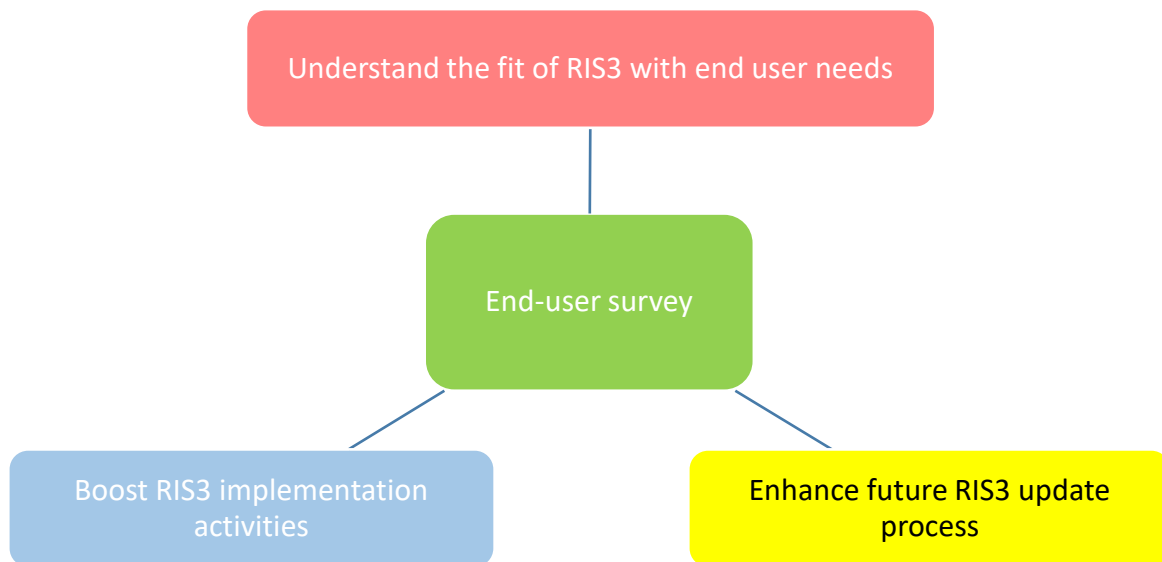 Understand the fit of RIS3 with end user needs
End-user survey
Boost RIS3 implementation
activities
Enhance future RIS3 update
process